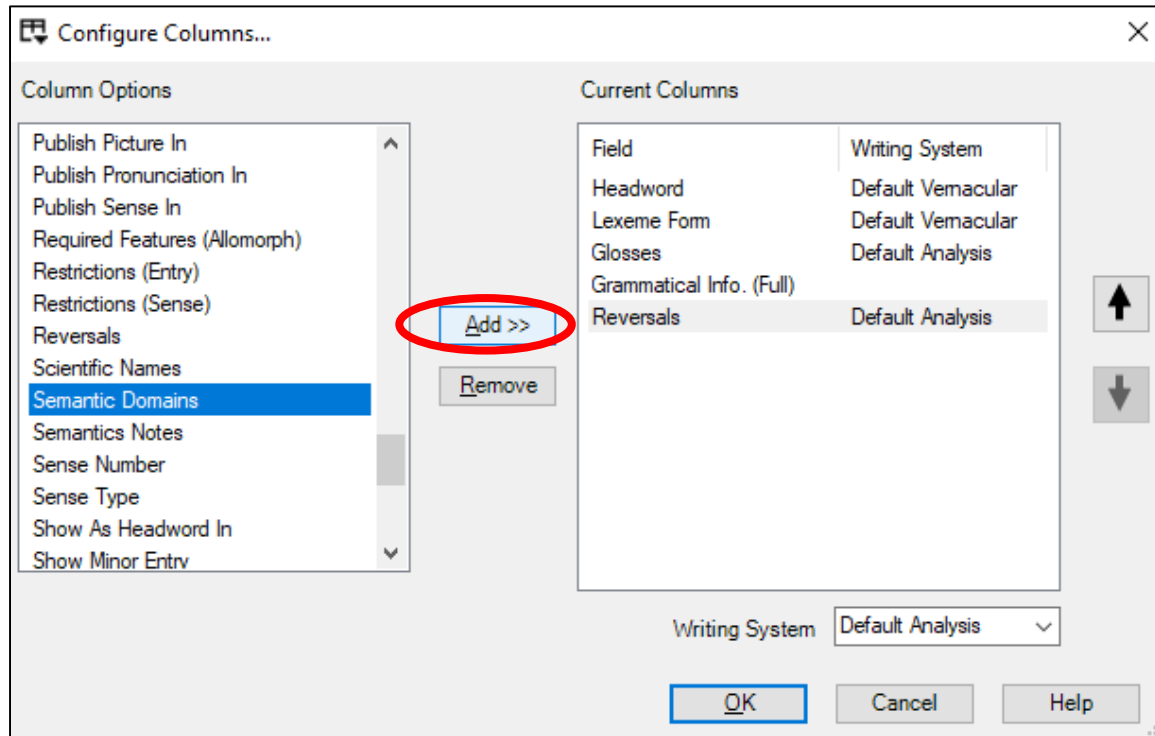 Configure Columns...
Column Options
Publish Picture In
Publish Pronunciation In
Publish Sense In
Required Features (Allomorph)
Restrictions (Entry)
Restrictions (Sense)
Reversals
Scientific Names
Semantic Domains
Semantics Notes
Sense Number
Sense Type
Show As Headword In
Show Minor Entry
Add >>
Remove
Current Columns
Field Writing System
Headword Default Vernacular
Lexeme Form Default Vernacular
Glosses Default Analysis
Grammatical Info. (Full)
Reversals Default Analysis
Writing System Default Analysis
OK Cancel Help